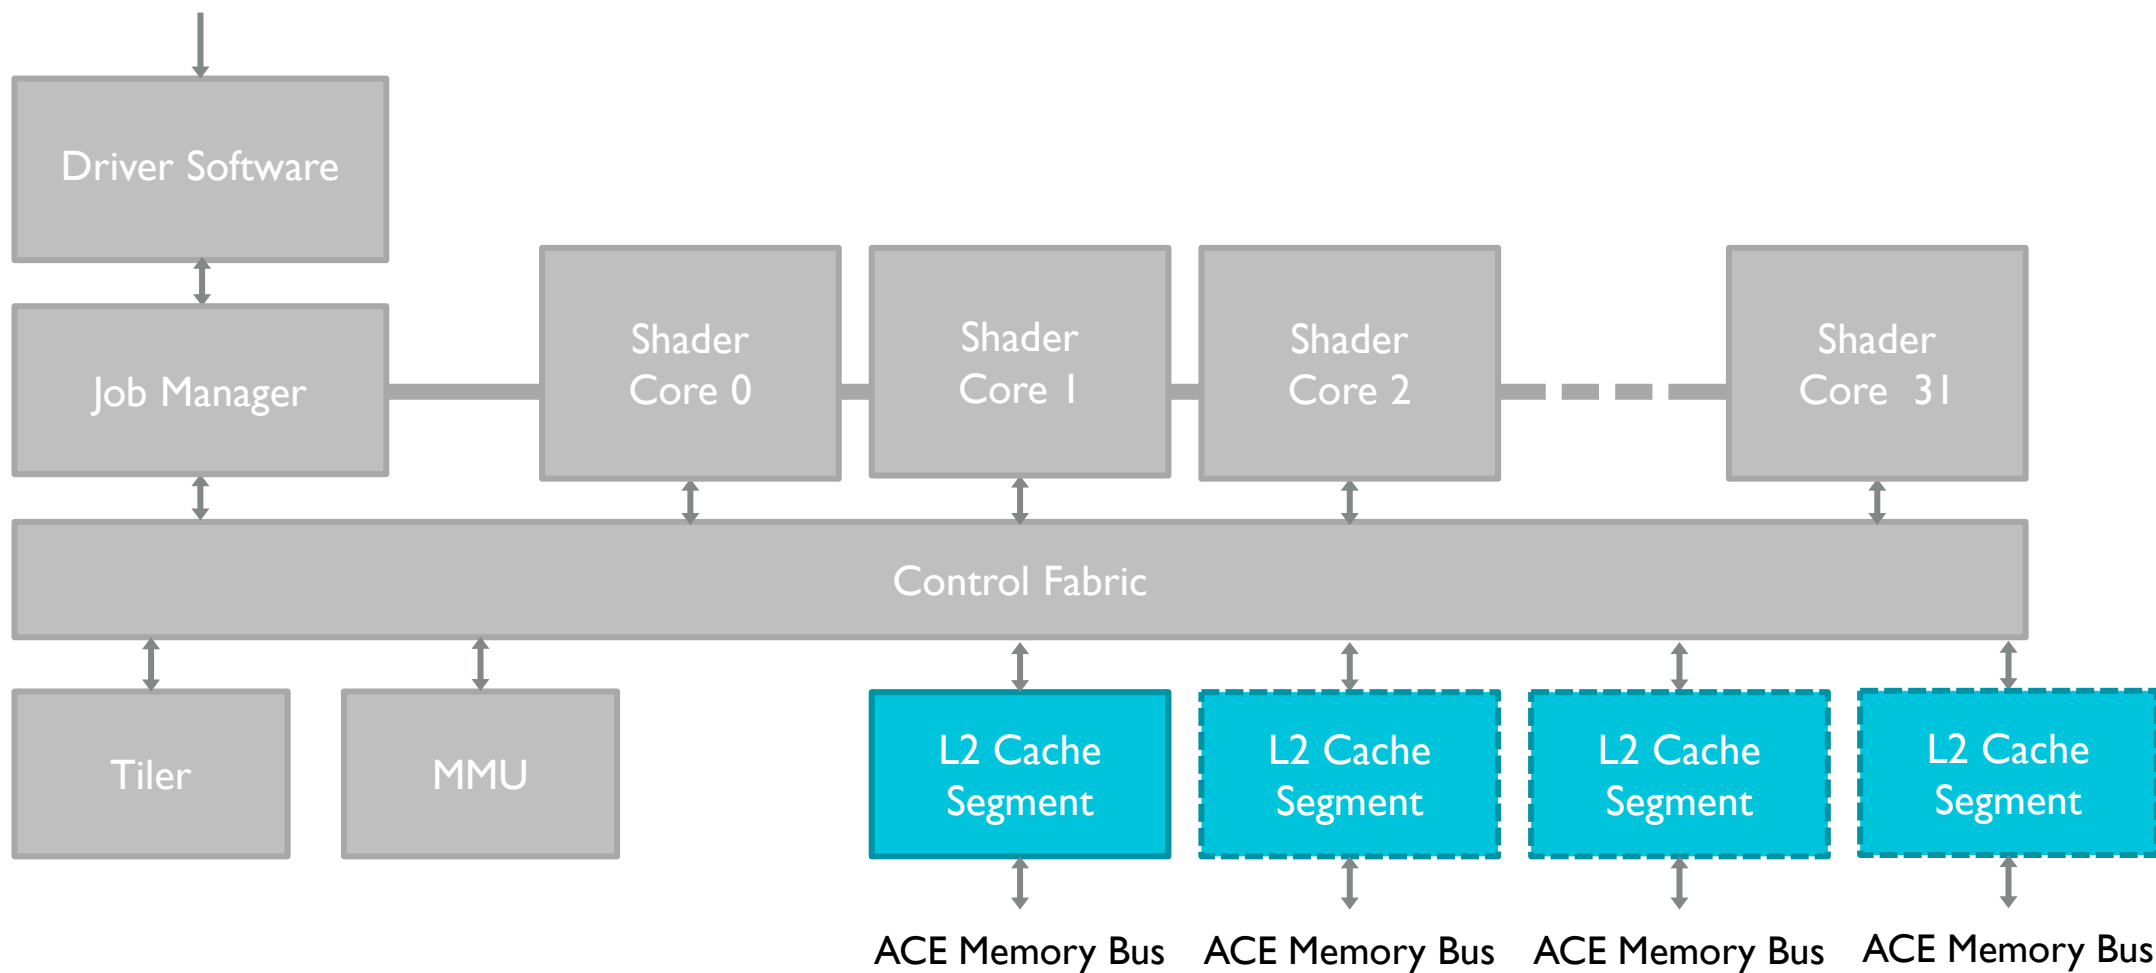 Driver Software
Job Manager
Shader
Core 0
Shader
Core 1
Shader
Core 2
Shader
Core 31
Control Fabric
Tiler
MMU
L2 Cache
Segment
L2 Cache
Segment
L2 Cache
Segment
L2 Cache
Segment
ACE Memory Bus
ACE Memory Bus
ACE Memory Bus
ACE Memory Bus